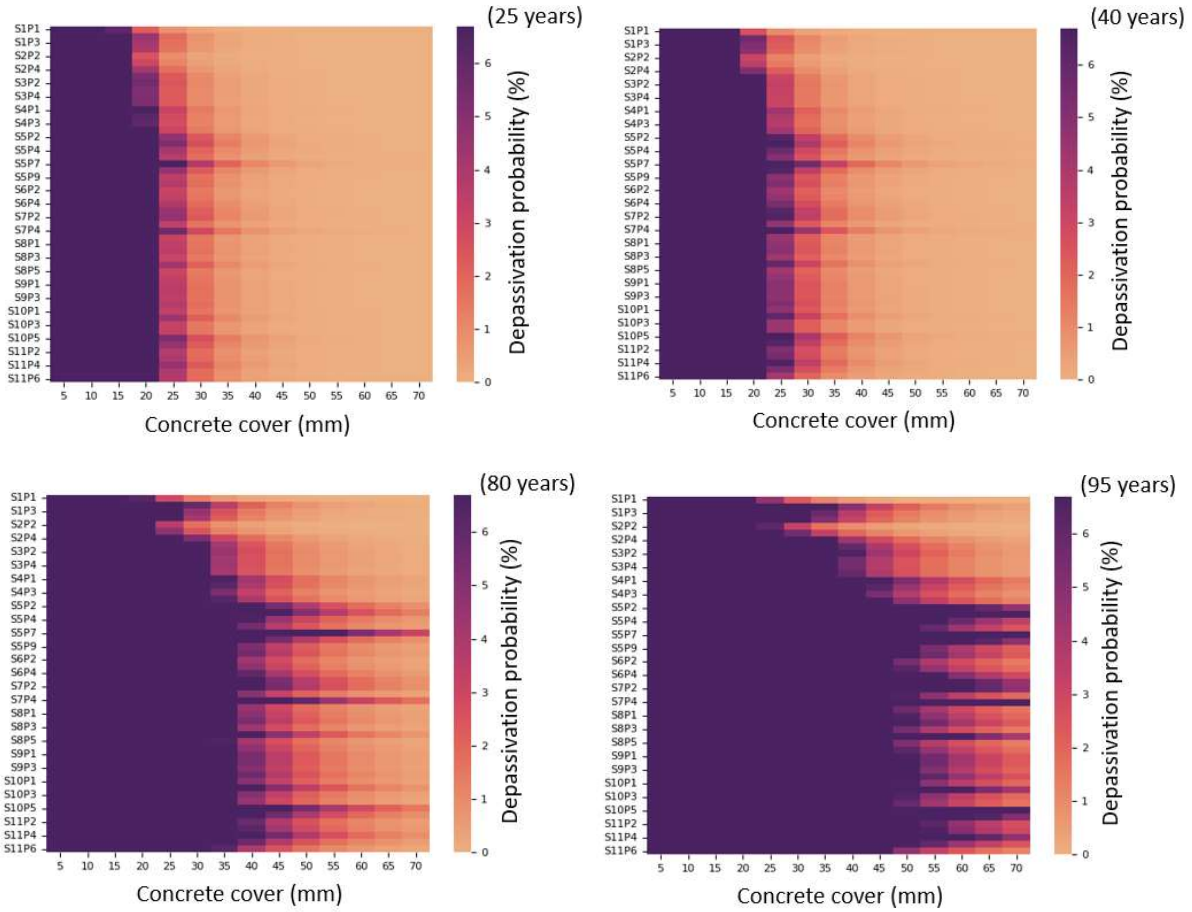 (25 years)
S1P1
S1P3
S2P2
S2P4
S3P2
S3P4
S4P1
S4P3
S5P2
S5P4
S5P7
S5P9
S6P2
S6P4
S7P2
S7P4
S8P1
S8P3
S8P5
S9P1
S9P3
S10P1
S10P3
S10P5
S11P2
S11P4
S11P6
5 10 15 20 25 30 35 40 45 50 55 60 65 70
Concrete cover (mm)
6
5
4
3
2
1
0
Depassivation probability (%)
(40 years)
S1P1
S1P3
S2P2
S2P4
S3P2
S3P4
S4P1
S4P3
S5P2
S5P4
S5P7
S5P9
S6P2
S6P4
S7P2
S7P4
S8P1
S8P3
S8P5
S9P1
S9P3
S10P1
S10P3
S10P5
S11P2
S11P4
S11P6
5 10 15 20 25 30 35 40 45 50 55 60 65 70
Concrete cover (mm)
6
5
4
3
2
1
0
Depassivation probability (%)
(80 years)
S1P1
S1P3
S2P2
S2P4
S3P2
S3P4
S4P1
S4P3
S5P2
S5P4
S5P7
S5P9
S6P2
S6P4
S7P2
S7P4
S8P1
S8P3
S8P5
S9P1
S9P3
S10P1
S10P3
S10P5
S11P2
S11P4
S11P6
5 10 15 20 25 30 35 40 45 50 55 60 65 70
Concrete cover (mm)
6
5
4
3
2
1
0
Depassivation probability (%)
(95 years)
S1P1
S1P3
S2P2
S2P4
S3P2
S3P4
S4P1
S4P3
S5P2
S5P4
S5P7
S5P9
S6P2
S6P4
S7P2
S7P4
S8P1
S8P3
S8P5
S9P1
S9P3
S10P1
S10P3
S10P5
S11P2
S11P4
S11P6
5 10 15 20 25 30 35 40 45 50 55 60 65 70
Concrete cover (mm)
6
5
4
3
2
1
0
Depassivation probability (%)